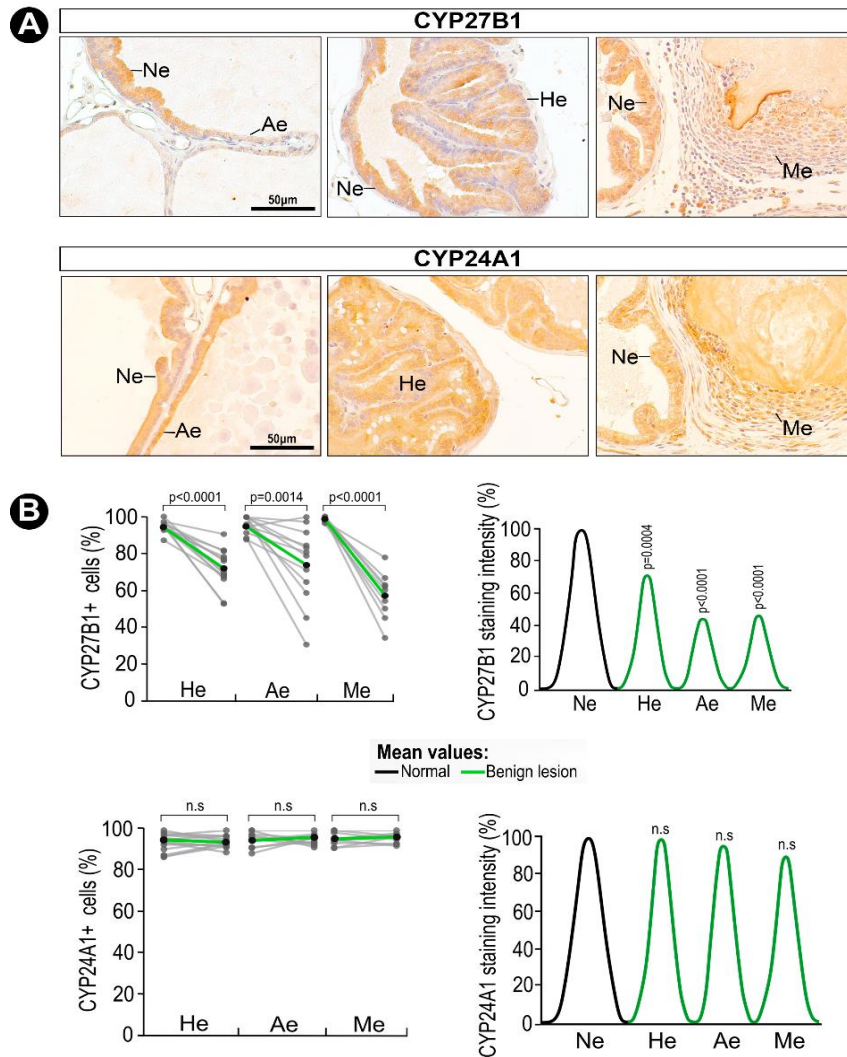 A
CYP27B1
Ne
Ae
50µm
He
Ne
Ne
Me
CYP24A1
Ne
Ae
50µm
He
Ne
Me
B
p<0.0001
p=0.0014
p<0.0001
CYP27B1+ cells (%)
100
80
60
40
20
0
He
Ae
Me
CYP27B1 staining intensity (%)
100
80
60
40
20
0
p=0.0004
p<0.0001
p<0.0001
Ne
He
Ae
Me
Mean values:
Normal
Benign lesion
n.s
n.s
n.s
CYP24A1+ cells (%)
100
80
60
40
20
0
He
Ae
Me
CYP24A1 staining intensity (%)
100
80
60
40
20
0
n.s
n.s
n.s
Ne
He
Ae
Me